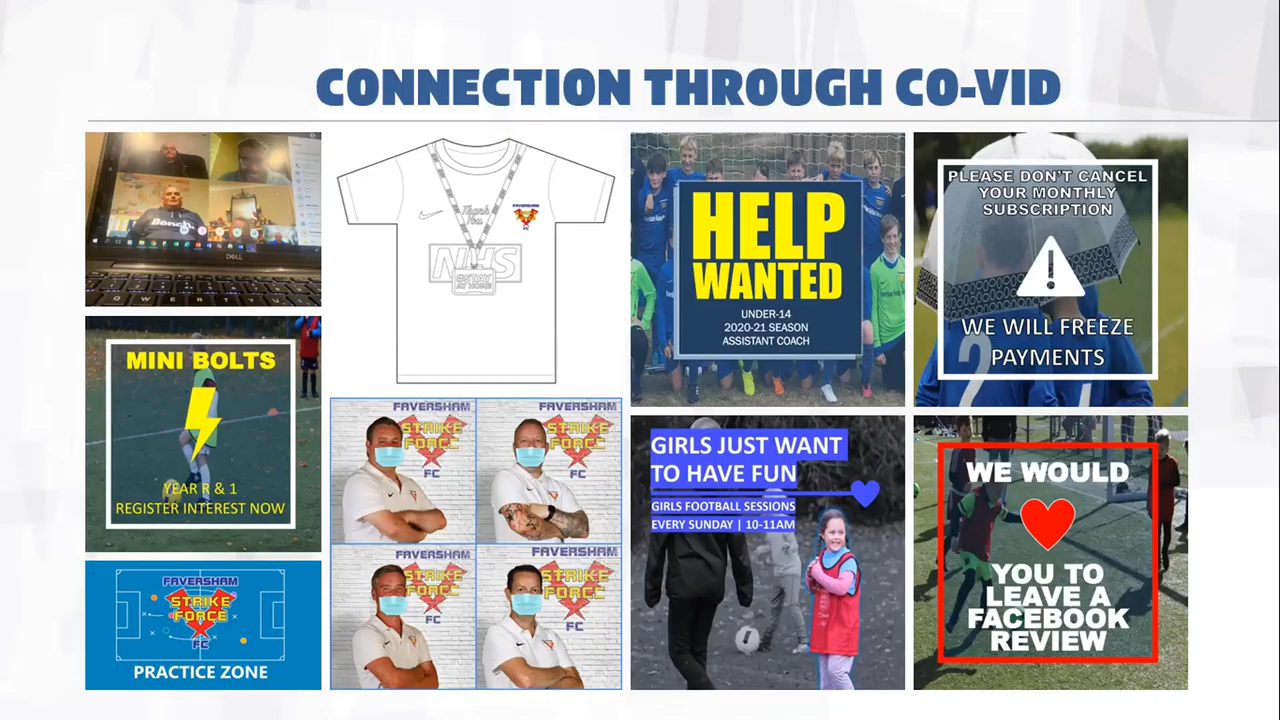 CONNECTION THROUGH CO-VID
Bench.
DELL
Q W E R T Y U
MINI BOLTS
YEAR R & 1
REGISTER INTEREST NOW
FAVERSHAM
STRIKE
FORCE
FC
PRACTICE ZONE
Thank
You
FAVERSHAM
NHS
#STAY
AT HOME
FAVERSHAM
STRIKE
FORCE
FC
FAVERSHAM
STRIKE
FORCE
FC
FAVERSHAM
STRIKE
FORCE
FC
FAVERSHAM
STRIKE
FORCE
FC
HELP
WANTED
UNDER-14
2020-21 SEASON
ASSISTANT COACH
GIRLS JUST WANT
TO HAVE FUN
GIRLS FOOTBALL SESSIONS
EVERY SUNDAY | 10-11AM
PLEASE DON'T CANCEL
YOUR MONTHLY
SUBSCRIPTION
!
WE WILL FREEZE
PAYMENTS
2
WE WOULD
YOU TO
LEAVE A
FACEBOOK
REVIEW